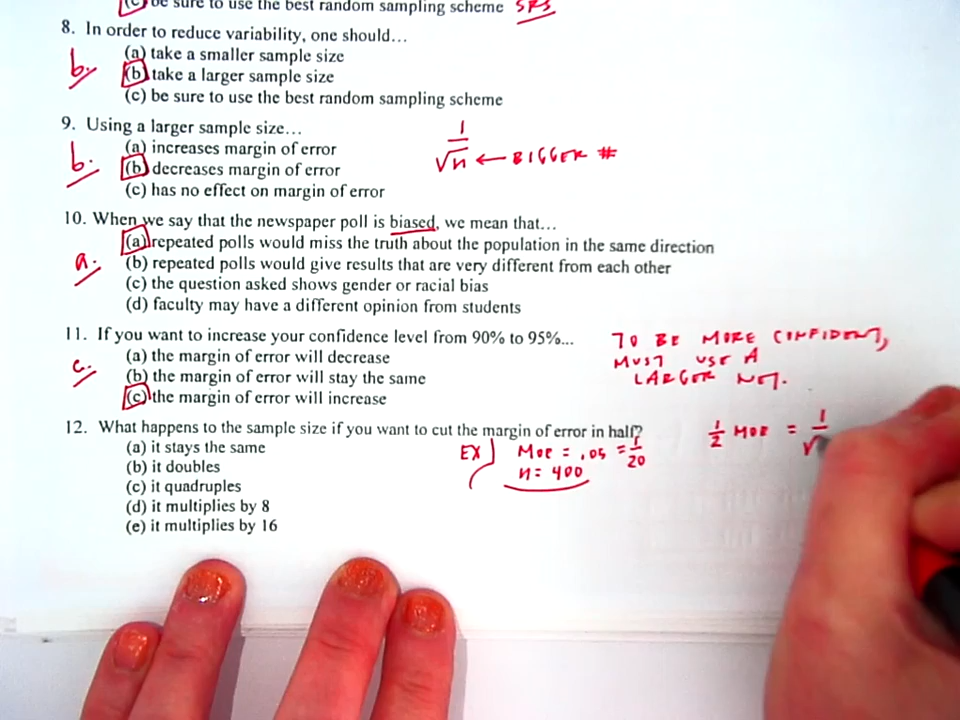 (c) be sure to use the best random sampling scheme SRS
8. In order to reduce variability, one should…
(a) take a smaller sample size
b. (b) take a larger sample size
(c) be sure to use the best random sampling scheme
9. Using a larger sample size…
(a) increases margin of error
b. (b) decreases margin of error
(c) has no effect on margin of error
1
√n ← BIGGER #
10. When we say that the newspaper poll is biased, we mean that…
(a) repeated polls would miss the truth about the population in the same direction
a. (b) repeated polls would give results that are very different from each other
(c) the question asked shows gender or racial bias
(d) faculty may have a different opinion from students
11. If you want to increase your confidence level from 90% to 95%...
(a) the margin of error will decrease
c. (b) the margin of error will stay the same
(c) the margin of error will increase
TO BE MORE CONFIDENT,
MUST USE A
LARGER NET.
12. What happens to the sample size if you want to cut the margin of error in half?
(a) it stays the same
(b) it doubles
(c) it quadruples
(d) it multiplies by 8
(e) it multiplies by 16
EX) MOE = .05 = 1/20
n = 400
1/2 MOE = 1/√